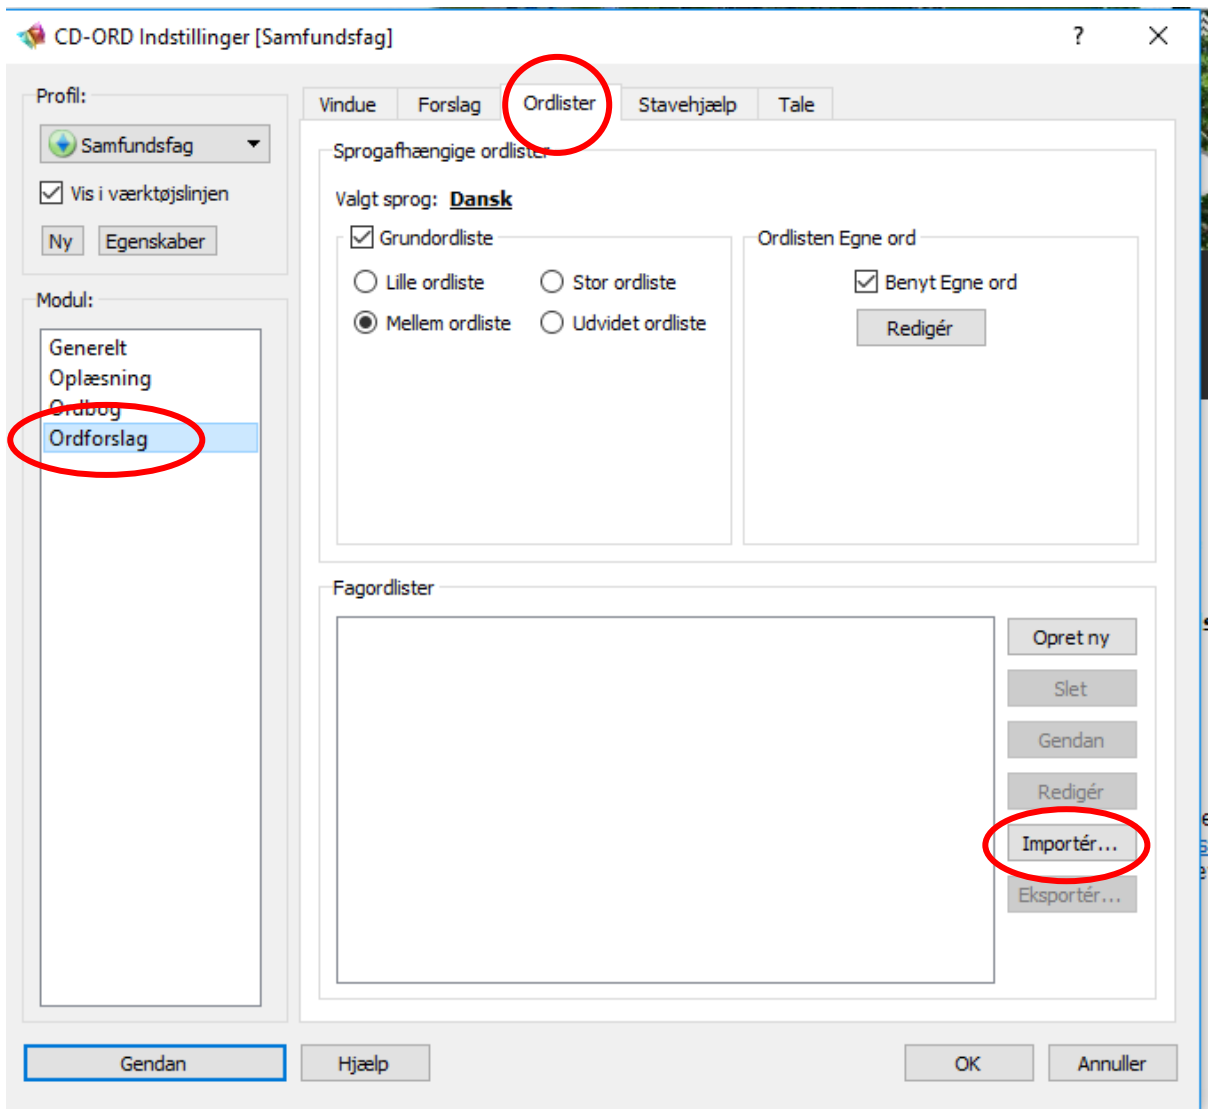 CD-ORD Indstillinger [Samfundsfag]
Profil:
Samfundsfag
Vis i værktøjslinjen
Ny Egenskaber
Modul:
Generelt
Oplæsning
Ordbog
Ordforslag
Vindue Forslag Ordlister Stavehjælp Tale
Sprogafhængige ordlister
Valgt sprog: Dansk
Grundordliste
Lille ordliste Stor ordliste
Mellem ordliste Udvidet ordliste
Ordlisten Egne ord
Benyt Egne ord
Redigér
Fagordlister
Opret ny
Slet
Gendan
Redigér
Importér...
Eksportér...
Gendan Hjælp OK Annuller